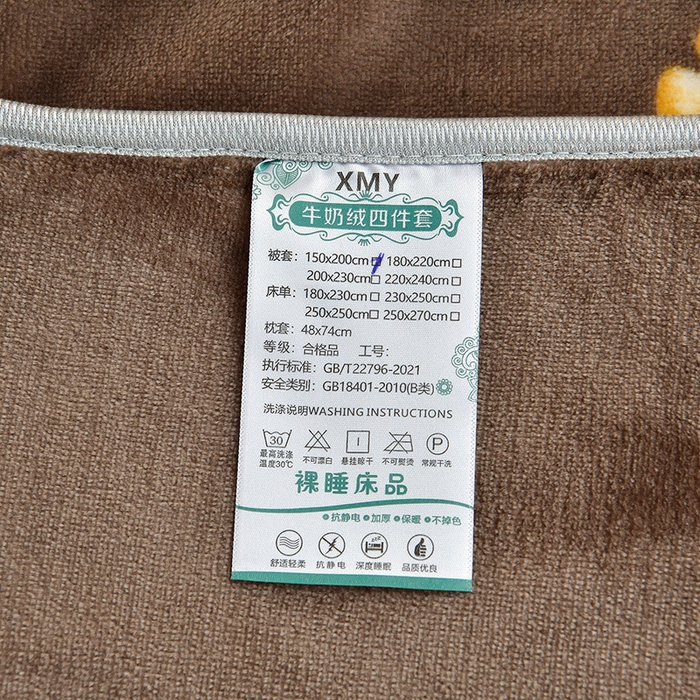 XMY
牛奶绒四件套
被套：150x200cm□ 180x220cm□
200x230cm□ 220x240cm□
床单：180x230cm□ 230x250cm□
250x250cm□ 250x270cm□
枕套：48x74cm
等级：合格品 工号：
执行标准：GB/T22796-2021
安全类别：GB18401-2010(B类)
洗涤说明WASHING INSTRUCTIONS
30 P
最高洗涤温度30℃ 不可漂白 悬挂晾干 不可熨烫 常规干洗
裸睡床品
抗静电 加厚 保暖 不掉色
舒适轻柔 抗静电 深度睡眠 品质优良